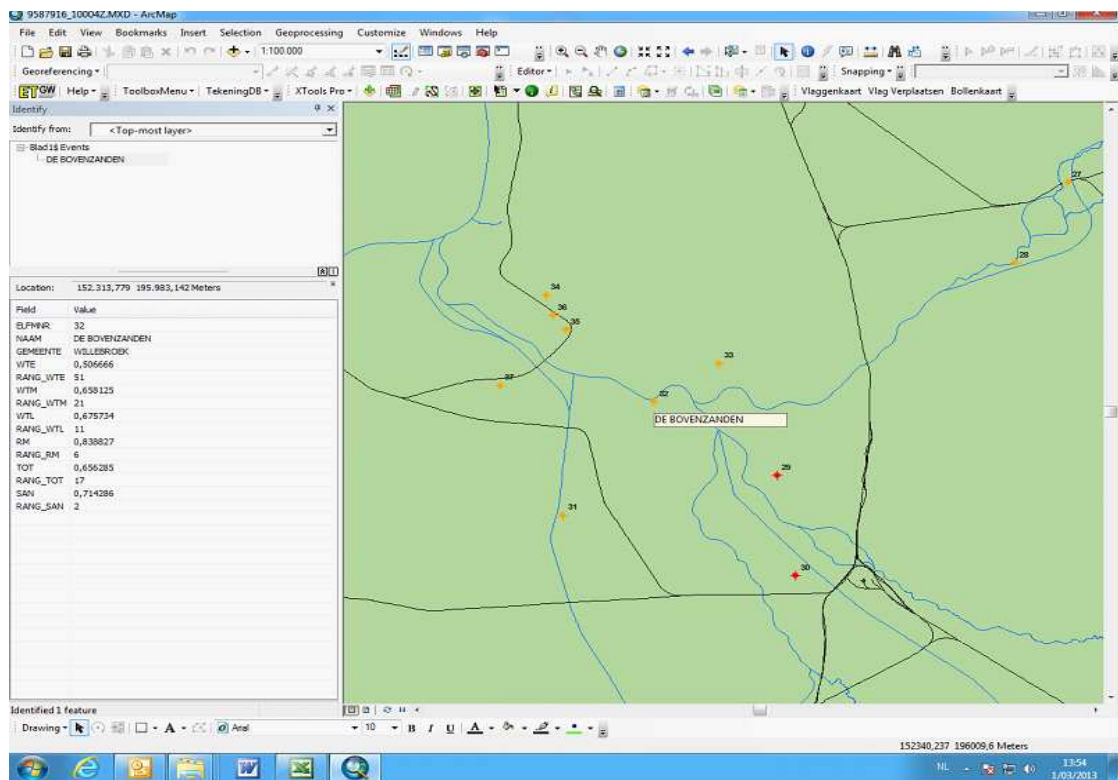 9587916_10004Z.MXD - ArcMap
File Edit View Bookmarks Insert Selection Geoprocessing Customize Windows Help
1:100.000
Georeferencing Editor Snapping
ET GW Help ToolboxMenu TekeningDB XTools Pro Vlaggenkaart Vlag Verplaatsen Bollenkaart
Identify
Identify from: <Top-most layer>
Blad1$ Events
DE BOVENZANDEN
Location: 152.313,779 195.983,142 Meters
Field Value
ELFMNR 32
NAAM DE BOVENZANDEN
GEMEENTE WILLEBROEK
WTE 0,506666
RANG_WTE 51
WTM 0,658125
RANG_WTM 21
WTL 0,675734
RANG_WTL 11
RM 0,838827
RANG_RM 6
TOT 0,656285
RANG_TOT 17
SAN 0,714286
RANG_SAN 2
27
28
34
36
35
33
37
32
DE BOVENZANDEN
29
31
30
Identified 1 feature
Drawing A Arial 10 B I U A
152340,237 196009,6 Meters
NL 13:54
1/03/2013